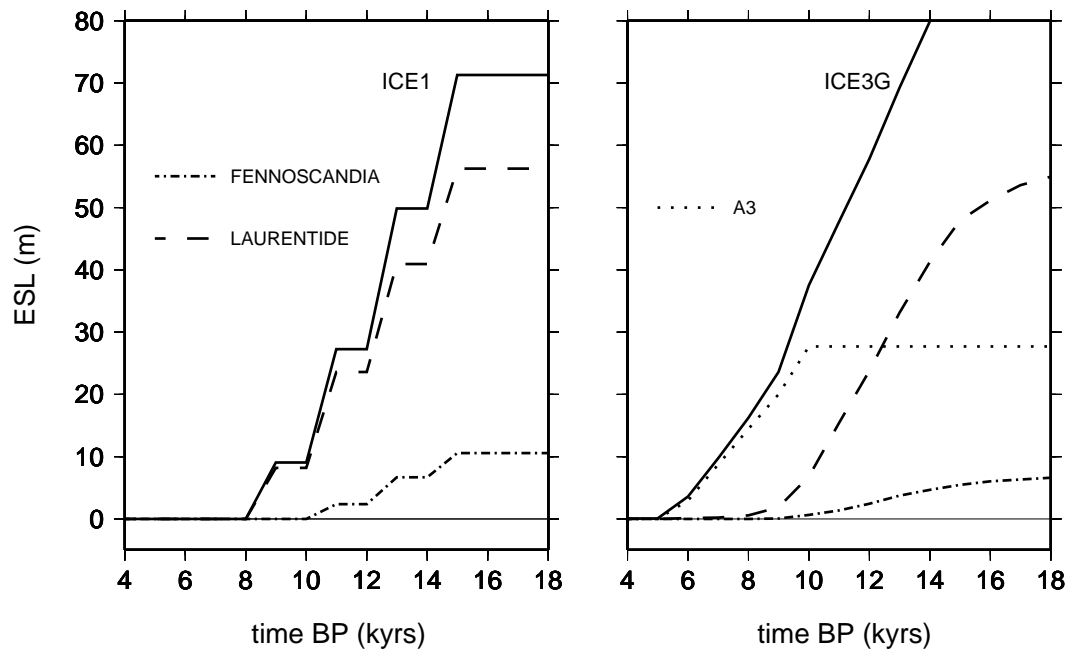 80
70
60
50
40
30
20
10
0
ESL (m)
ICE1
FENNOSCANDIA
LAURENTIDE
4 6 8 10 12 14 16 18
time BP (kyrs)
ICE3G
A3
4 6 8 10 12 14 16 18
time BP (kyrs)